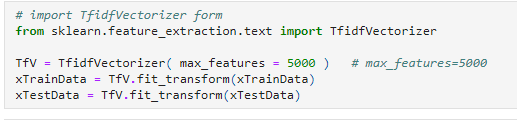 # import TfidfVectorizer form
from sklearn.feature_extraction.text import TfidfVectorizer
TfV = TfidfVectorizer( max_features = 5000 )   # max_features=5000
xTrainData = TfV.fit_transform(xTrainData)
xTestData = TfV.fit_transform(xTestData)